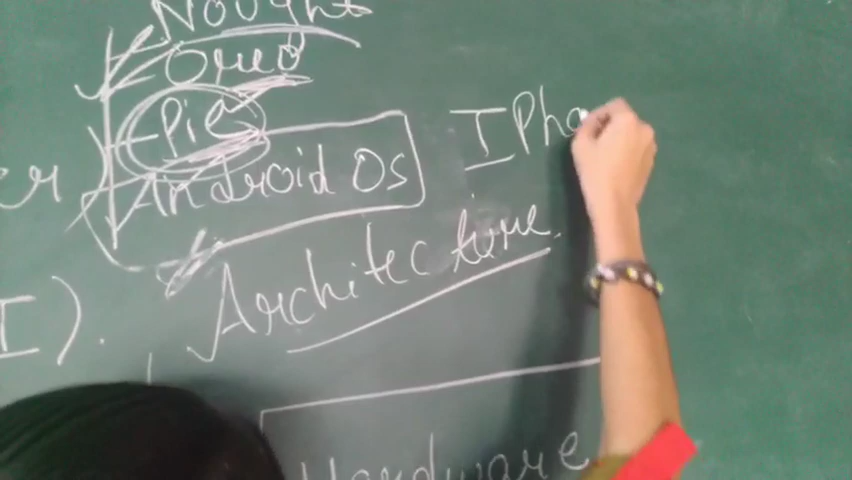 Nought
Oreo
Pie
er
Android Os
IPho
Architecture.
I).
Hardware